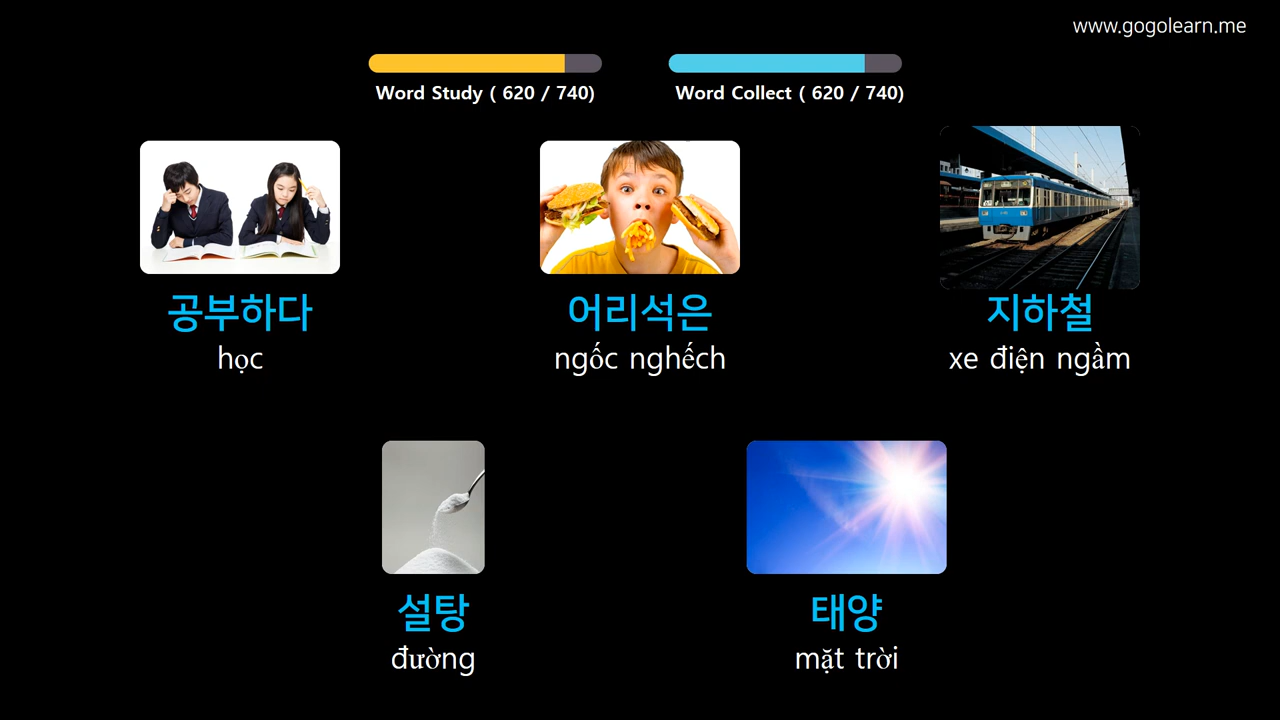 www.gogolearn.me
Word Study ( 620 / 740)
Word Collect ( 620 / 740)
공부하다
học
어리석은
ngốc nghếch
지하철
xe điện ngầm
설탕
đường
태양
mặt trời